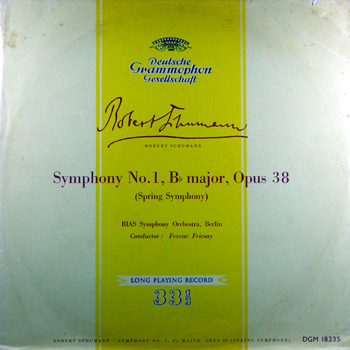 Deutsche
Grammophon
Gesellschaft
Robert Schumann
ROBERT SCHUMANN
Symphony No. 1, B♭ major, Opus 38
(Spring Symphony)
RIAS Symphony Orchestra, Berlin
Conductor: Ferenc Fricsay
LONG PLAYING RECORD
33⅓
ROBERT SCHUMANN · SYMPHONY NO. 1, B♭ MAJOR, OPUS 38 (SPRING SYMPHONY)
DGM 18235